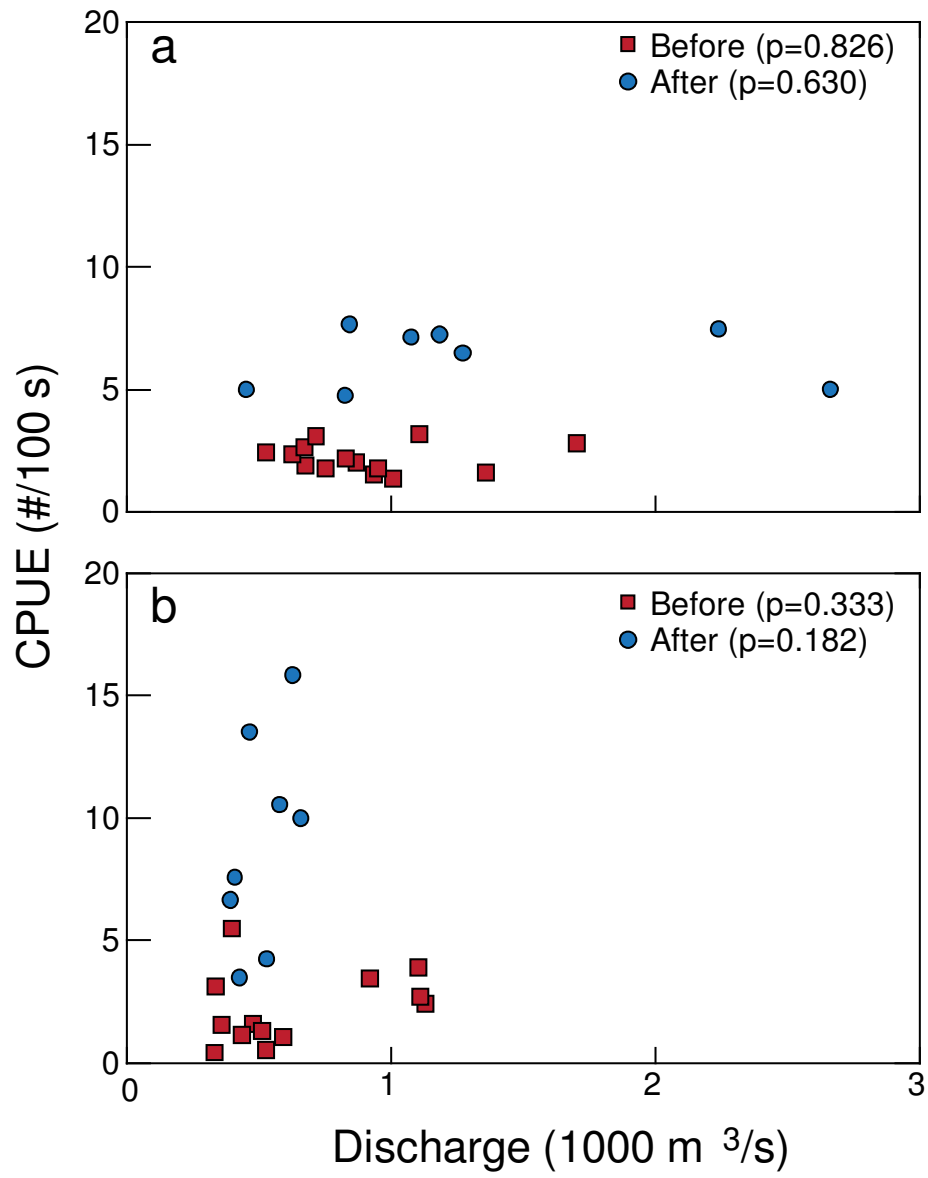 20
a
Before (p=0.826)
After (p=0.630)
15
10
5
0
CPUE (#/100 s)
20
b
Before (p=0.333)
After (p=0.182)
15
10
5
0
0 1 2 3
Discharge (1000 m ³/s)